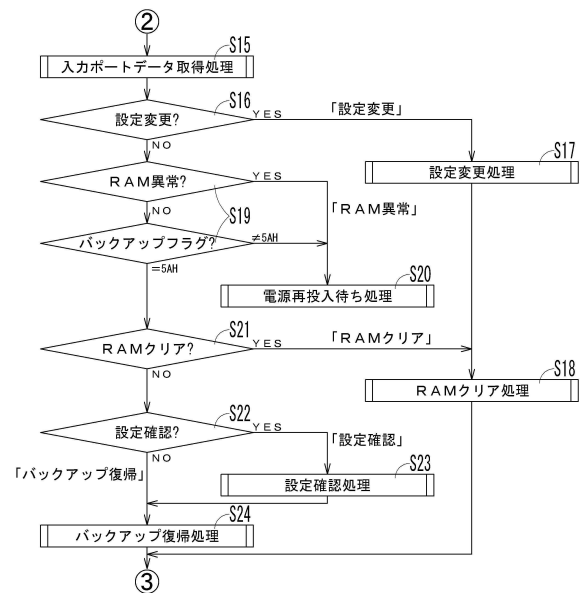 ②
S15
入力ポートデータ取得処理
S16
設定変更?
YES
「設定変更」
NO
S17
設定変更処理
RAM異常?
YES
S19
「RAM異常」
NO
バックアップフラグ?
≠5AH
=5AH
S20
電源再投入待ち処理
S21
RAMクリア?
YES
「RAMクリア」
NO
S18
RAMクリア処理
S22
設定確認?
YES
「設定確認」
NO
「バックアップ復帰」
S23
設定確認処理
S24
バックアップ復帰処理
③